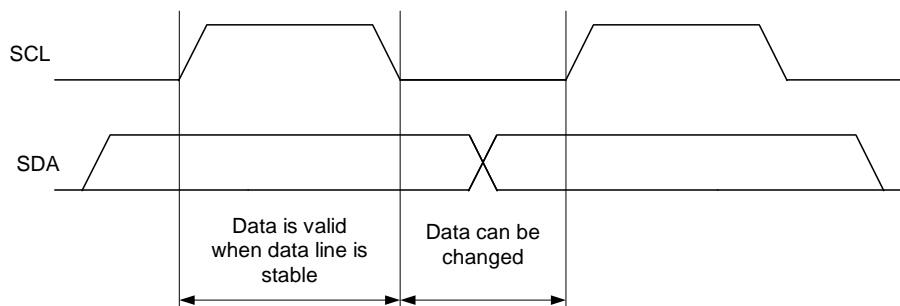 SCL
SDA
Data is valid
when data line is
stable
Data can be
changed